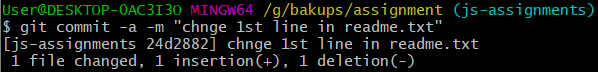 User@DESKTOP-OAC3I3O MINGW64 /g/bakups/assignment (js-assignments)
$ git commit -a -m "chnge 1st line in readme.txt"
[js-assignments 24d2882] chnge 1st line in readme.txt
1 file changed, 1 insertion(+), 1 deletion(-)